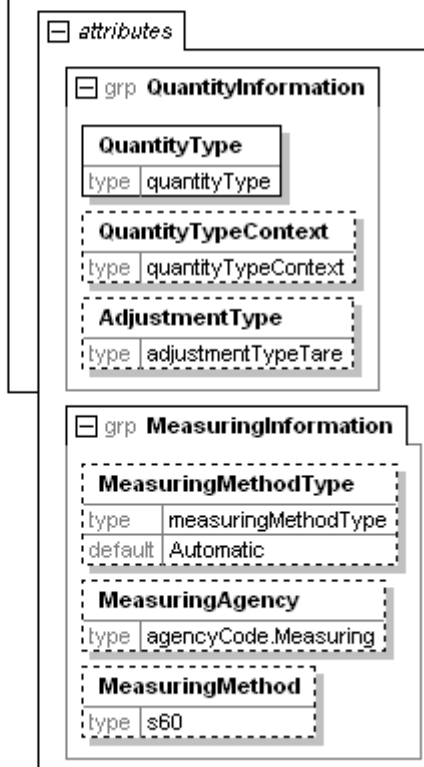 attributes
grp QuantityInformation
QuantityType
type quantityType
QuantityTypeContext
type quantityTypeContext
AdjustmentType
type adjustmentTypeTare
grp MeasuringInformation
MeasuringMethodType
type measuringMethodType
default Automatic
MeasuringAgency
type agencyCode.Measuring
MeasuringMethod
type s60